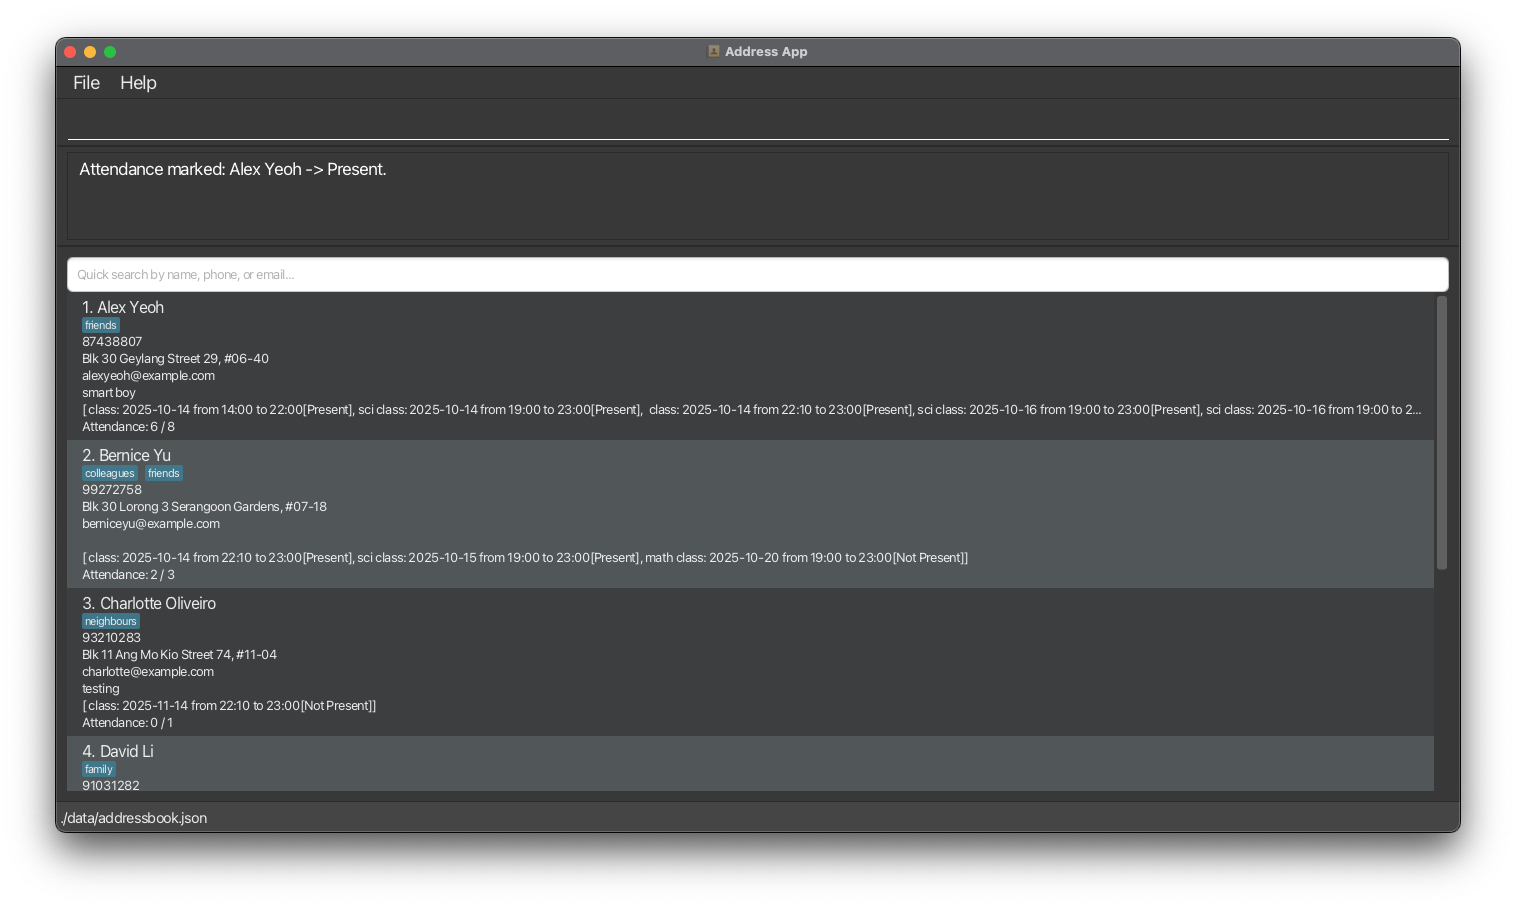 Address App
File Help
Attendance marked: Alex Yeoh -> Present.
Quick search by name, phone, or email...
1. Alex Yeoh
friends
87438807
Blk 30 Geylang Street 29, #06-40
alexyeoh@example.com
smart boy
[ class: 2025-10-14 from 14:00 to 22:00[Present], sci class: 2025-10-14 from 19:00 to 23:00[Present],  class: 2025-10-14 from 22:10 to 23:00[Present], sci class: 2025-10-16 from 19:00 to 23:00[Present], sci class: 2025-10-16 from 19:00 to 2...
Attendance: 6 / 8
2. Bernice Yu
colleagues friends
99272758
Blk 30 Lorong 3 Serangoon Gardens, #07-18
berniceyu@example.com
[ class: 2025-10-14 from 22:10 to 23:00[Present], sci class: 2025-10-15 from 19:00 to 23:00[Present], math class: 2025-10-20 from 19:00 to 23:00[Not Present]]
Attendance: 2 / 3
3. Charlotte Oliveiro
neighbours
93210283
Blk 11 Ang Mo Kio Street 74, #11-04
charlotte@example.com
testing
[ class: 2025-11-14 from 22:10 to 23:00[Not Present]]
Attendance: 0 / 1
4. David Li
family
91031282
./data/addressbook.json